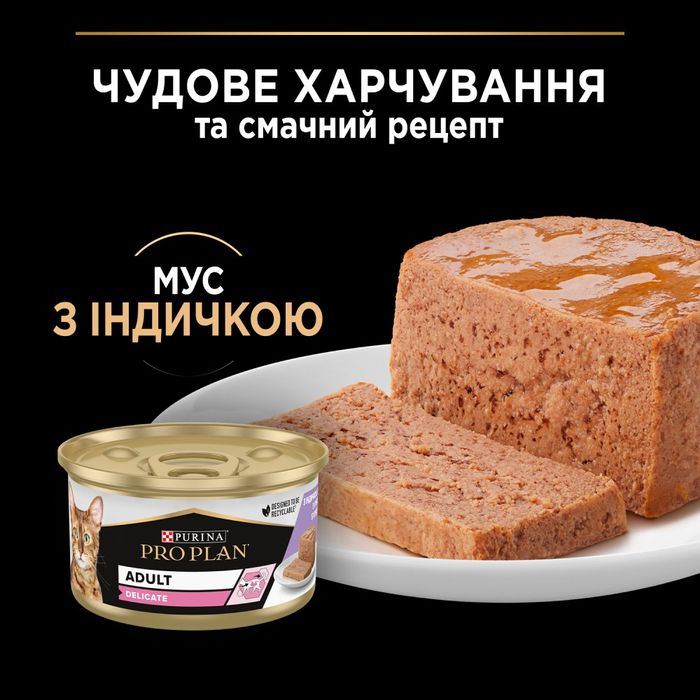 ЧУДОВЕ ХАРЧУВАННЯ
та смачний рецепт
МУС
З ІНДИЧКОЮ
DESIGNED TO BE
RECYCLABLE
PURINA
PRO PLAN
ADULT
DELICATE